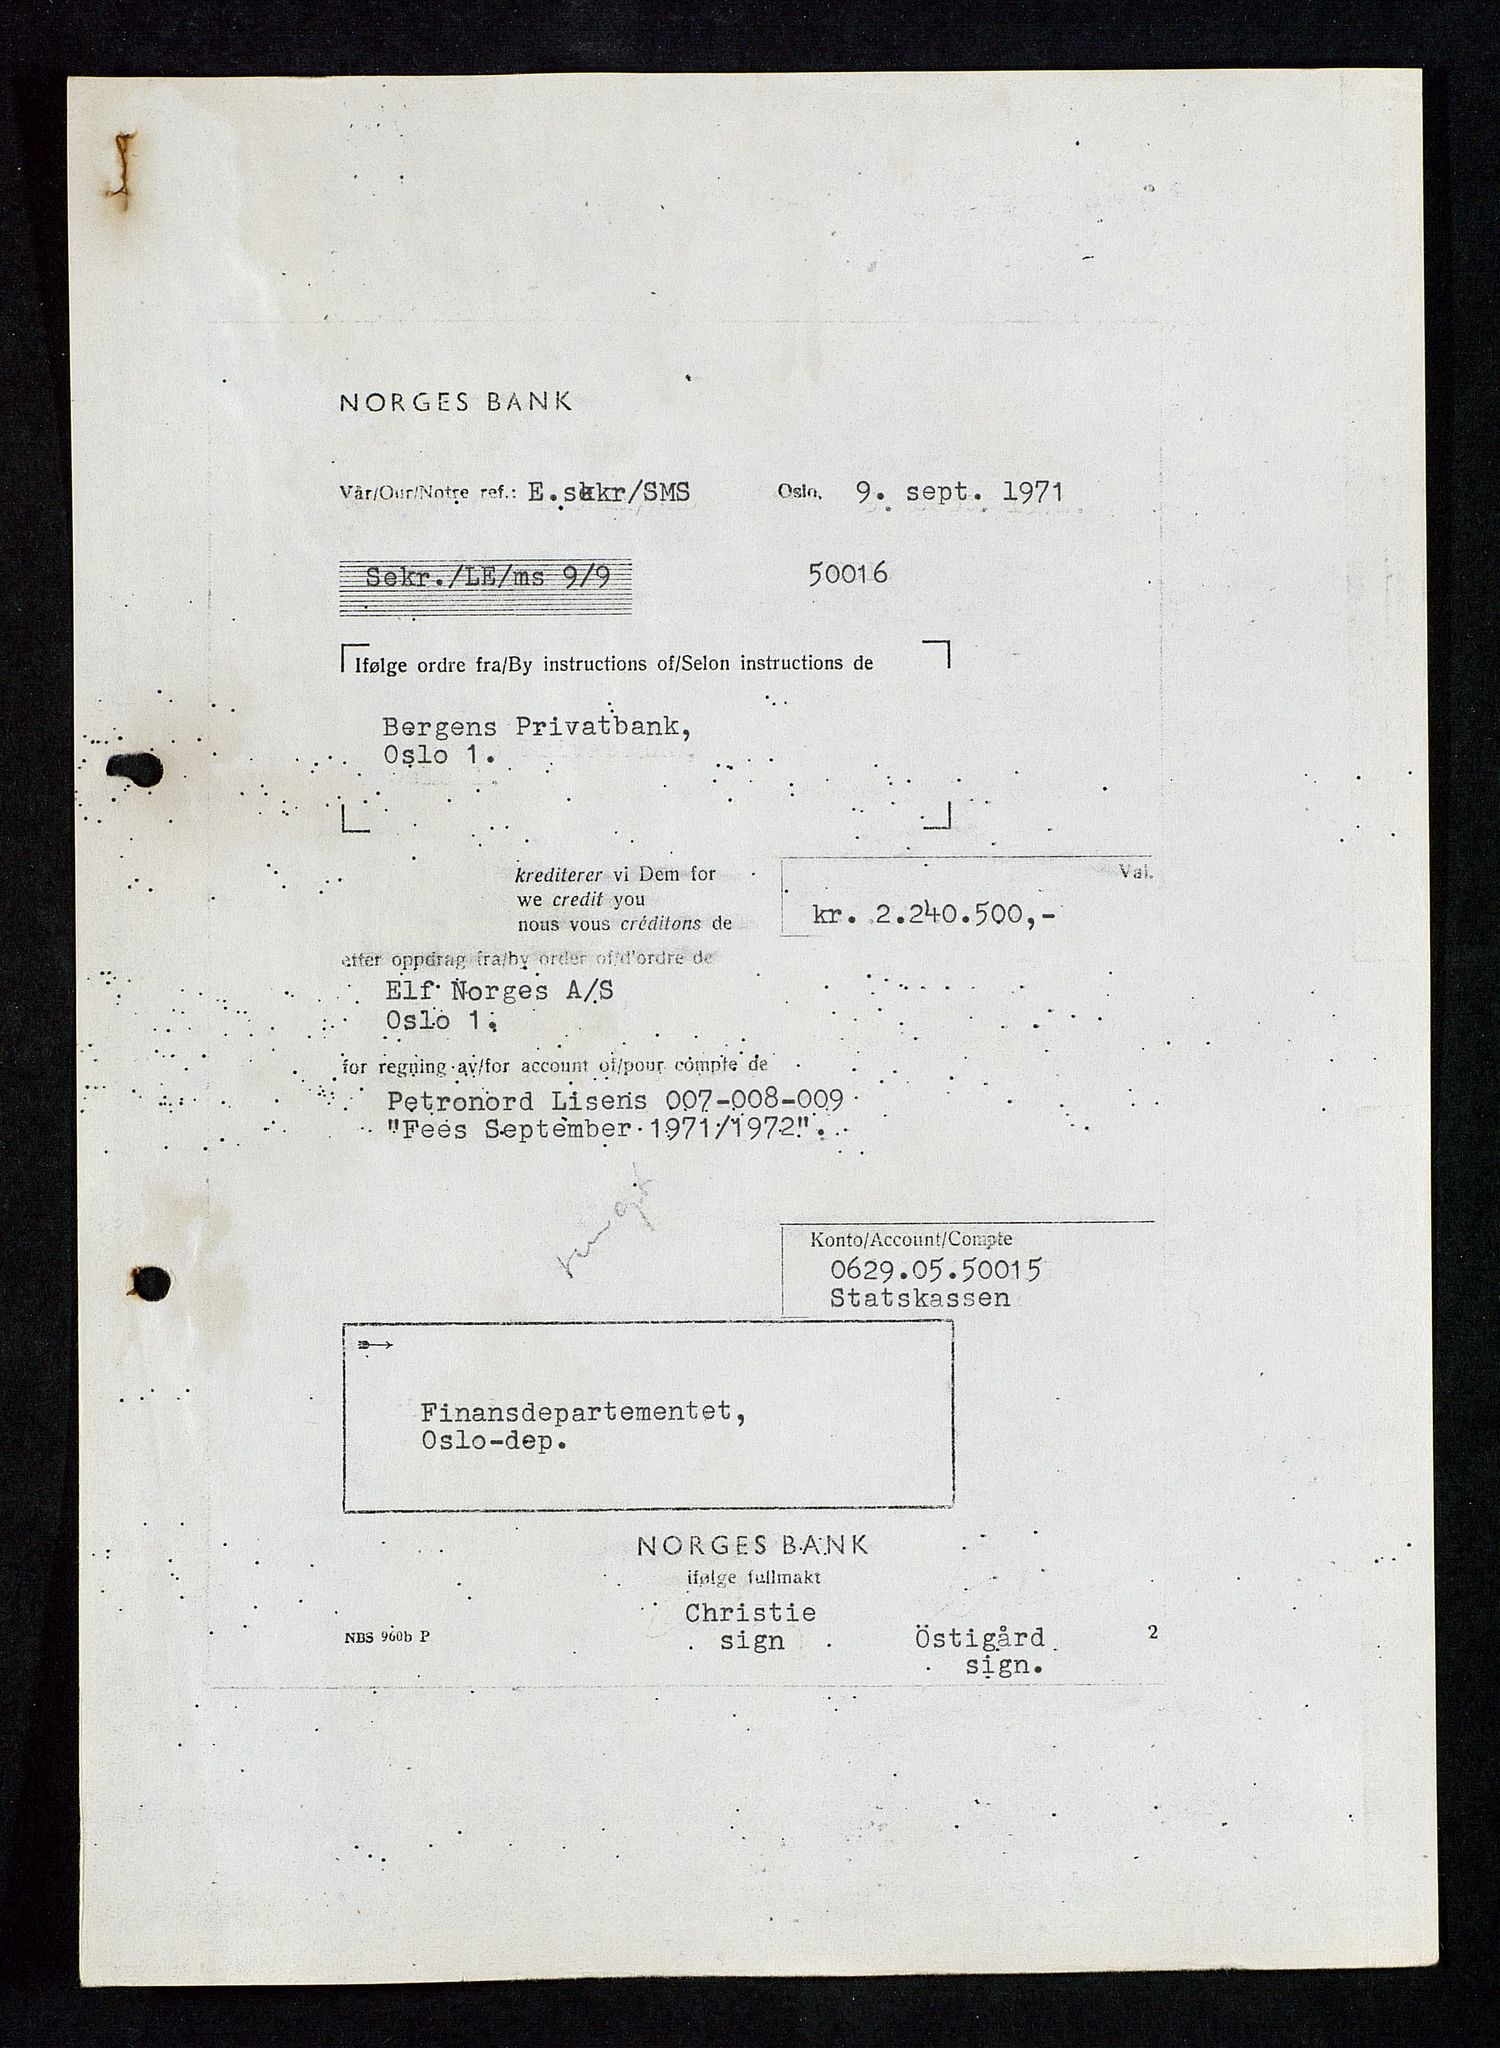 NORGES BANK
Vår/Our/Notre ref.: E.sekr/SMS Oslo, 9. sept. 1971
Sekr./LE/ms 9/9 50016
Ifølge ordre fra/By instructions of/Selon instructions de
Bergens Privatbank,
Oslo 1.
krediterer vi Dem for Val.
we credit you
nous vous créditons de kr. 2.240.500,-
etter oppdrag fra/by order of/d'ordre de
Elf Norges A/S
Oslo 1.
for regning av/for account of/pour compte de
Petronord Lisens 007-008-009
"Fees September 1971/1972".
Konto/Account/Compte
0629.05.50015
Statskassen
Finansdepartementet,
Oslo-dep.
NORGES BANK
ifølge fullmakt
Christie
NBS 960b P sign Östigård 2
sign.